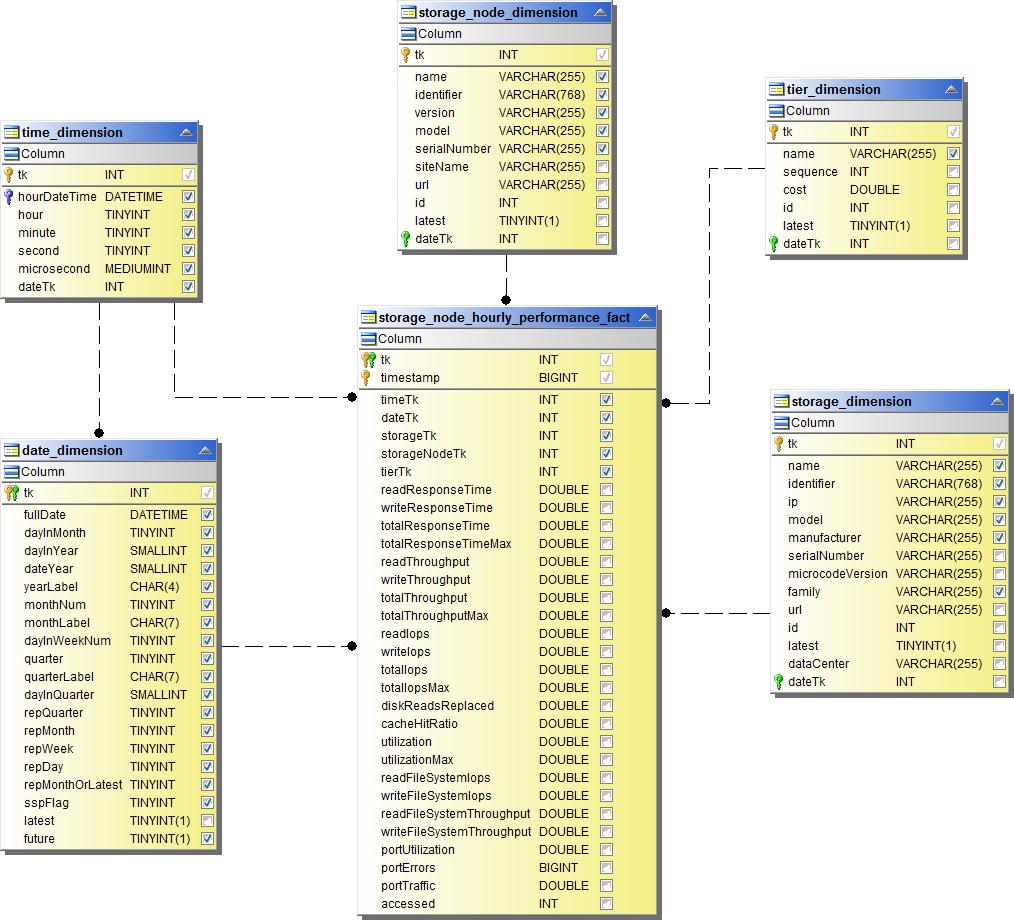 storage_node_dimension
Column
tk INT
name VARCHAR(255)
identifier VARCHAR(768)
version VARCHAR(255)
model VARCHAR(255)
serialNumber VARCHAR(255)
siteName VARCHAR(255)
url VARCHAR(255)
id INT
latest TINYINT(1)
dateTk INT
tier_dimension
Column
tk INT
name VARCHAR(255)
sequence INT
cost DOUBLE
id INT
latest TINYINT(1)
dateTk INT
time_dimension
Column
tk INT
hourDateTime DATETIME
hour TINYINT
minute TINYINT
second TINYINT
microsecond MEDIUMINT
dateTk INT
storage_node_hourly_performance_fact
Column
tk INT
timestamp BIGINT
timeTk INT
dateTk INT
storageTk INT
storageNodeTk INT
tierTk INT
readResponseTime DOUBLE
writeResponseTime DOUBLE
totalResponseTime DOUBLE
totalResponseTimeMax DOUBLE
readThroughput DOUBLE
writeThroughput DOUBLE
totalThroughput DOUBLE
totalThroughputMax DOUBLE
readIops DOUBLE
writeIops DOUBLE
totalIops DOUBLE
totalIopsMax DOUBLE
diskReadsReplaced DOUBLE
cacheHitRatio DOUBLE
utilization DOUBLE
utilizationMax DOUBLE
readFileSystemIops DOUBLE
writeFileSystemIops DOUBLE
readFileSystemThroughput DOUBLE
writeFileSystemThroughput DOUBLE
portUtilization DOUBLE
portErrors BIGINT
portTraffic DOUBLE
accessed INT
storage_dimension
Column
tk INT
name VARCHAR(255)
identifier VARCHAR(768)
ip VARCHAR(255)
model VARCHAR(255)
manufacturer VARCHAR(255)
serialNumber VARCHAR(255)
microcodeVersion VARCHAR(255)
family VARCHAR(255)
url VARCHAR(255)
id INT
latest TINYINT(1)
dataCenter VARCHAR(255)
dateTk INT
date_dimension
Column
tk INT
fullDate DATETIME
dayInMonth TINYINT
dayInYear SMALLINT
dateYear SMALLINT
yearLabel CHAR(4)
monthNum TINYINT
monthLabel CHAR(7)
dayInWeekNum TINYINT
quarter TINYINT
quarterLabel CHAR(7)
dayInQuarter SMALLINT
repQuarter TINYINT
repMonth TINYINT
repWeek TINYINT
repDay TINYINT
repMonthOrLatest TINYINT
sspFlag TINYINT
latest TINYINT(1)
future TINYINT(1)